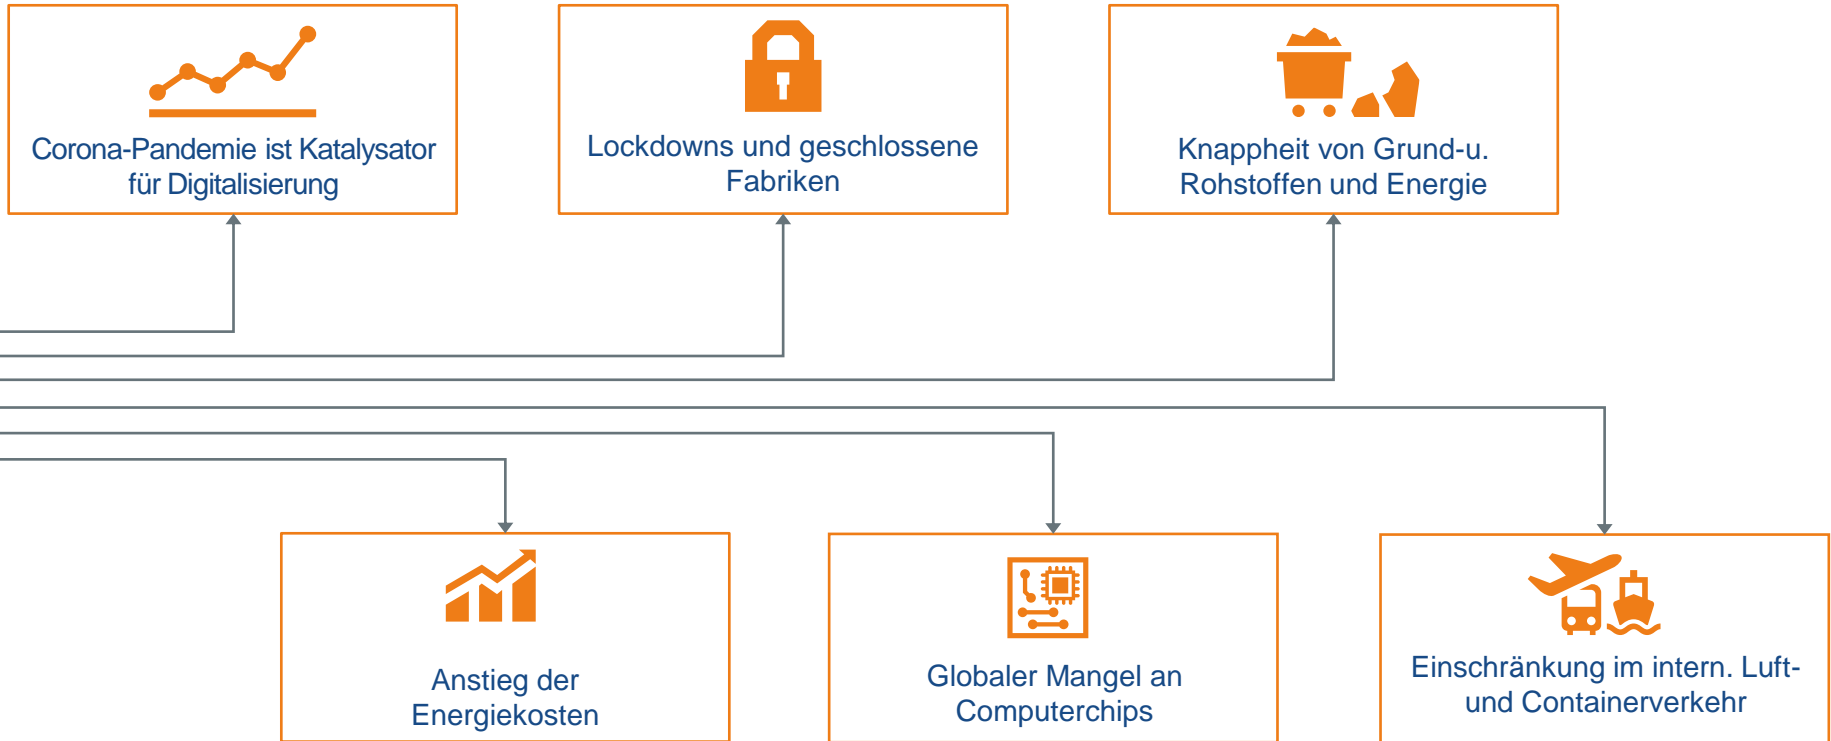 Corona-Pandemie ist Katalysator
für Digitalisierung
Lockdowns und geschlossene
Fabriken
Knappheit von Grund-u.
Rohstoffen und Energie
Anstieg der
Energiekosten
Globaler Mangel an
Computerchips
Einschränkung im intern. Luft-
und Containerverkehr